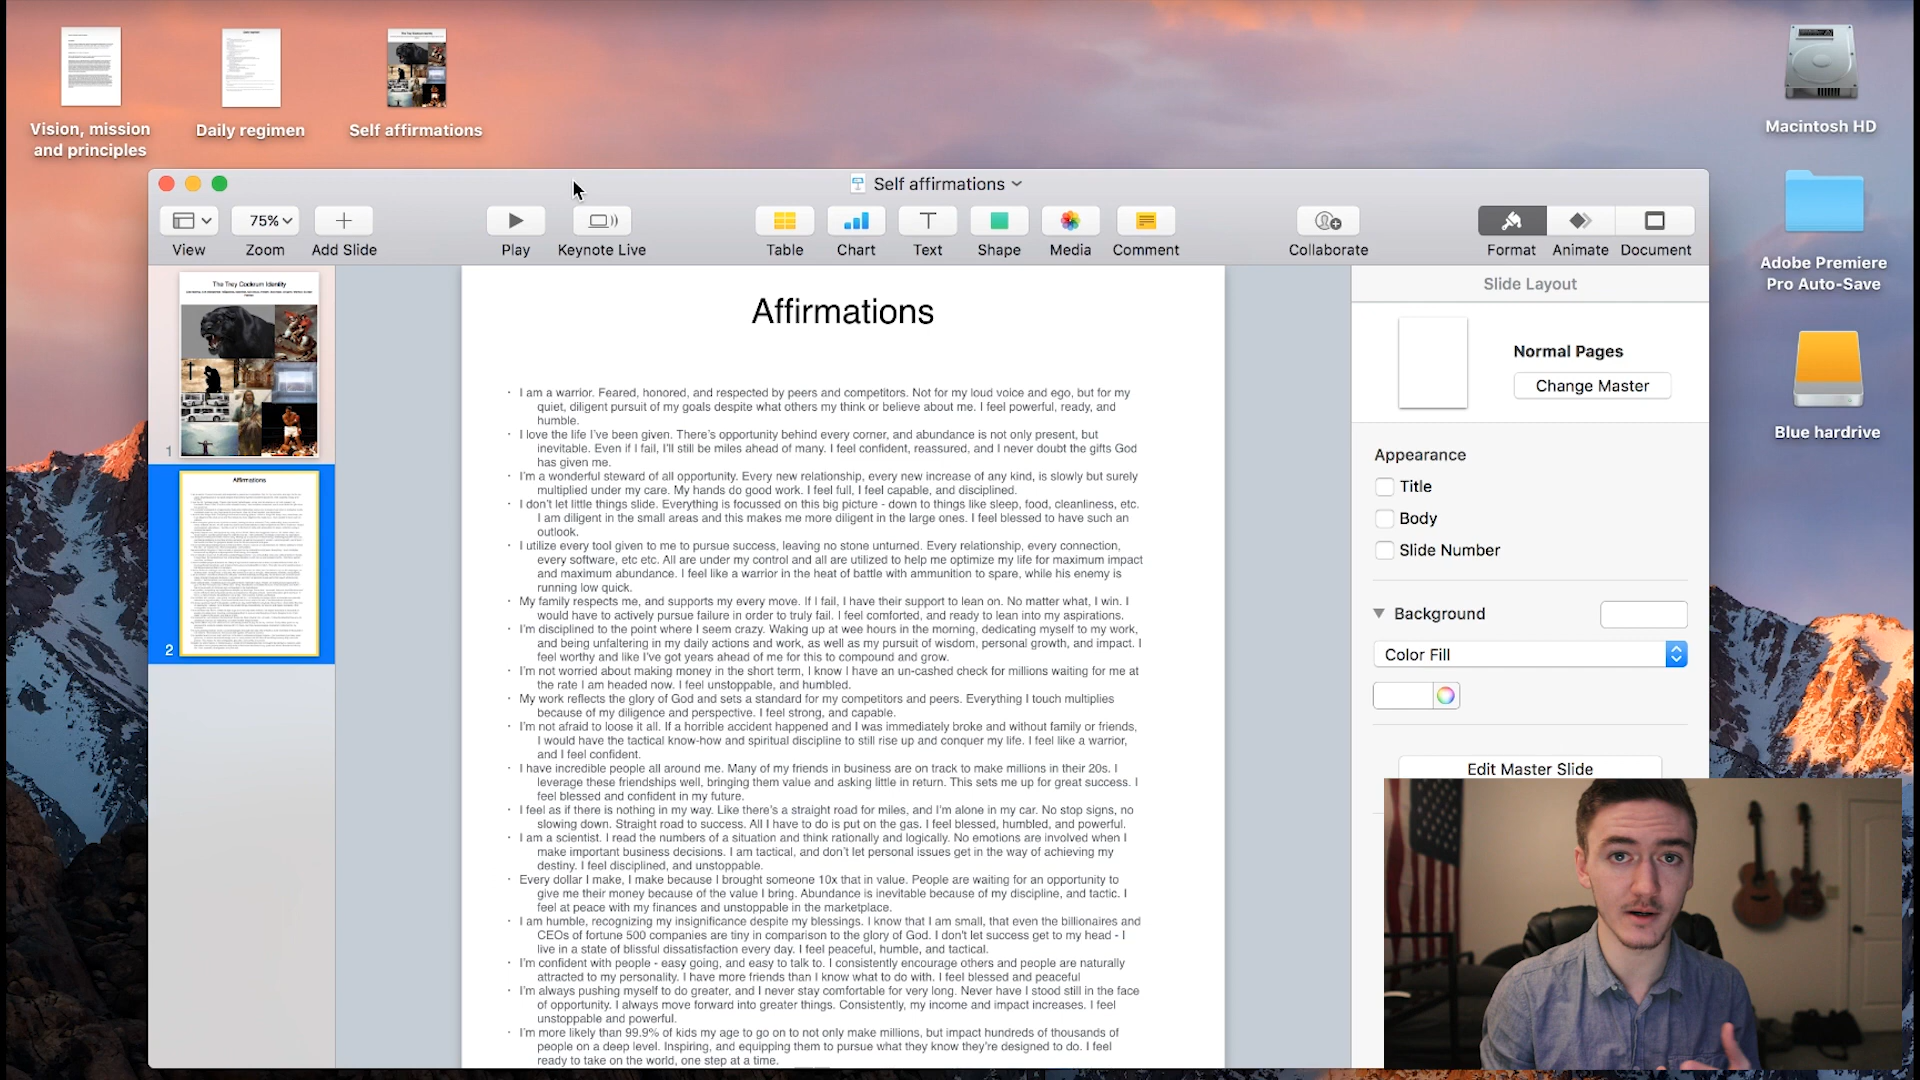 Vision, mission
and principles
Daily regimen
Self affirmations
Macintosh HD
Adobe Premiere
Pro Auto-Save
Blue hardrive
Self affirmations
75%
View
Zoom
Add Slide
Play
Keynote Live
Table
Chart
Text
Shape
Media
Comment
Collaborate
Format
Animate
Document
The Trey Cockrum Identity
1
Affirmations
2
Affirmations
· I am a warrior. Feared, honored, and respected by peers and competitors. Not for my loud voice and ego, but for my
quiet, diligent pursuit of my goals despite what others my think or believe about me. I feel powerful, ready, and
humble.
· I love the life I've been given. There's opportunity behind every corner, and abundance is not only present, but
inevitable. Even if I fail, I'll still be miles ahead of many. I feel confident, reassured, and I never doubt the gifts God
has given me.
· I'm a wonderful steward of all opportunity. Every new relationship, every new increase of any kind, is slowly but surely
multiplied under my care. My hands do good work. I feel full, I feel capable, and disciplined.
· I don't let little things slide. Everything is focussed on this big picture - down to things like sleep, food, cleanliness, etc.
I am diligent in the small areas and this makes me more diligent in the large ones. I feel blessed to have such an
outlook.
· I utilize every tool given to me to pursue success, leaving no stone unturned. Every relationship, every connection,
every software, etc etc. All are under my control and all are utilized to help me optimize my life for maximum impact
and maximum abundance. I feel like a warrior in the heat of battle with ammunition to spare, while his enemy is
running low quick.
· My family respects me, and supports my every move. If I fail, I have their support to lean on. No matter what, I win. I
would have to actively pursue failure in order to truly fail. I feel comforted, and ready to lean into my aspirations.
· I'm disciplined to the point where I seem crazy. Waking up at wee hours in the morning, dedicating myself to my work,
and being unfaltering in my daily actions and work, as well as my pursuit of wisdom, personal growth, and impact. I
feel worthy and like I've got years ahead of me for this to compound and grow.
· I'm not worried about making money in the short term, I know I have an un-cashed check for millions waiting for me at
the rate I am headed now. I feel unstoppable, and humbled.
· My work reflects the glory of God and sets a standard for my competitors and peers. Everything I touch multiplies
because of my diligence and perspective. I feel strong, and capable.
· I'm not afraid to loose it all. If a horrible accident happened and I was immediately broke and without family or friends,
I would have the tactical know-how and spiritual discipline to still rise up and conquer my life. I feel like a warrior,
and I feel confident.
· I have incredible people all around me. Many of my friends in business are on track to make millions in their 20s. I
leverage these friendships well, bringing them value and asking little in return. This sets me up for great success. I
feel blessed and confident in my future.
· I feel as if there is nothing in my way. Like there's a straight road for miles, and I'm alone in my car. No stop signs, no
slowing down. Straight road to success. All I have to do is put on the gas. I feel blessed, humbled, and powerful.
· I am a scientist. I read the numbers of a situation and think rationally and logically. No emotions are involved when I
make important business decisions. I am tactical, and don't let personal issues get in the way of achieving my
destiny. I feel disciplined, and unstoppable.
· Every dollar I make, I make because I brought someone 10x that in value. People are waiting for an opportunity to
give me their money because of the value I bring. Abundance is inevitable because of my discipline, and tactic. I
feel at peace with my finances and unstoppable in the marketplace.
· I am humble, recognizing my insignificance despite my blessings. I know that I am small, that even the billionaires and
CEOs of fortune 500 companies are tiny in comparison to the glory of God. I don't let success get to my head - I
live in a state of blissful dissatisfaction every day. I feel peaceful, humble, and tactical.
· I'm confident with people - easy going, and easy to talk to. I consistently encourage others and people are naturally
attracted to my personality. I have more friends than I know what to do with. I feel blessed and peaceful
· I'm always pushing myself to do greater, and I never stay comfortable for very long. Never have I stood still in the face
of opportunity. I always move forward into greater things. Consistently, my income and impact increases. I feel
unstoppable and powerful.
· I'm more likely than 99.9% of kids my age to go on to not only make millions, but impact hundreds of thousands of
people on a deep level. Inspiring, and equipping them to pursue what they know they're designed to do. I feel
ready to take on the world, one step at a time.
Slide Layout
Normal Pages
Change Master
Appearance
Title
Body
Slide Number
Background
Color Fill
Edit Master Slide